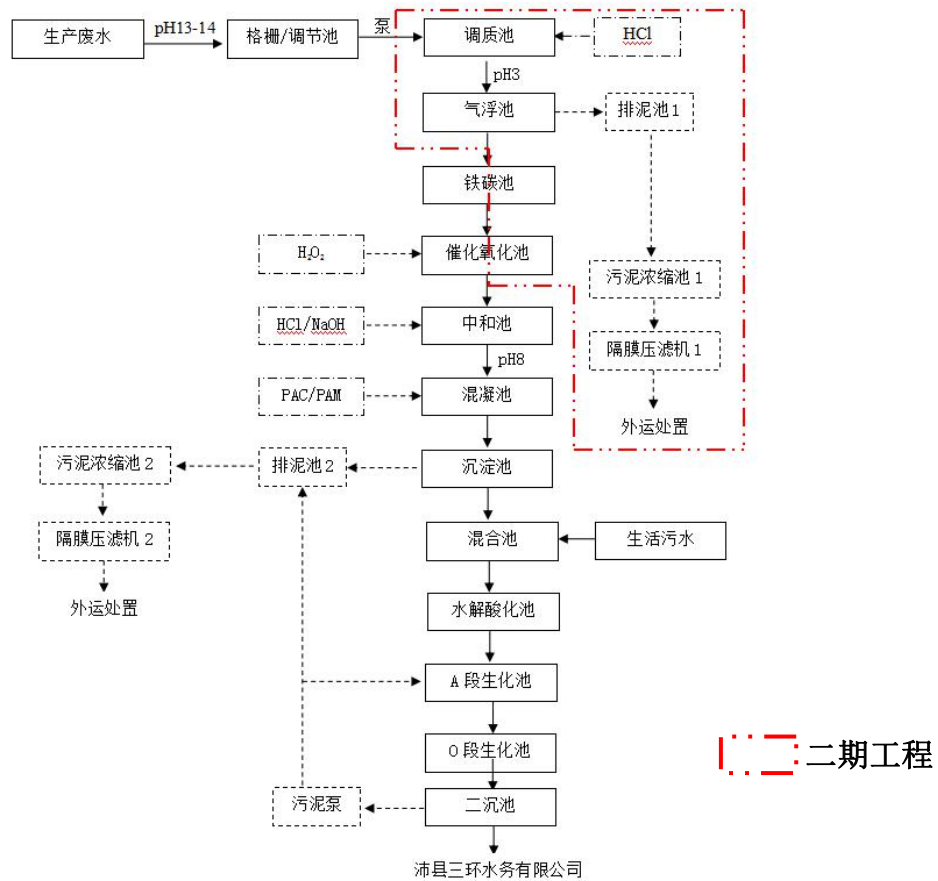 生产废水
pH13-14
格栅/调节池
泵
调质池
HCl
pH3
气浮池
排泥池1
铁碳池
H₂O₂
催化氧化池
污泥浓缩池1
HCl/NaOH
中和池
隔膜压滤机1
pH8
PAC/PAM
混凝池
外运处置
污泥浓缩池2
排泥池2
沉淀池
隔膜压滤机2
混合池
生活污水
外运处置
水解酸化池
A段生化池
O段生化池
二期工程
污泥泵
二沉池
沛县三环水务有限公司